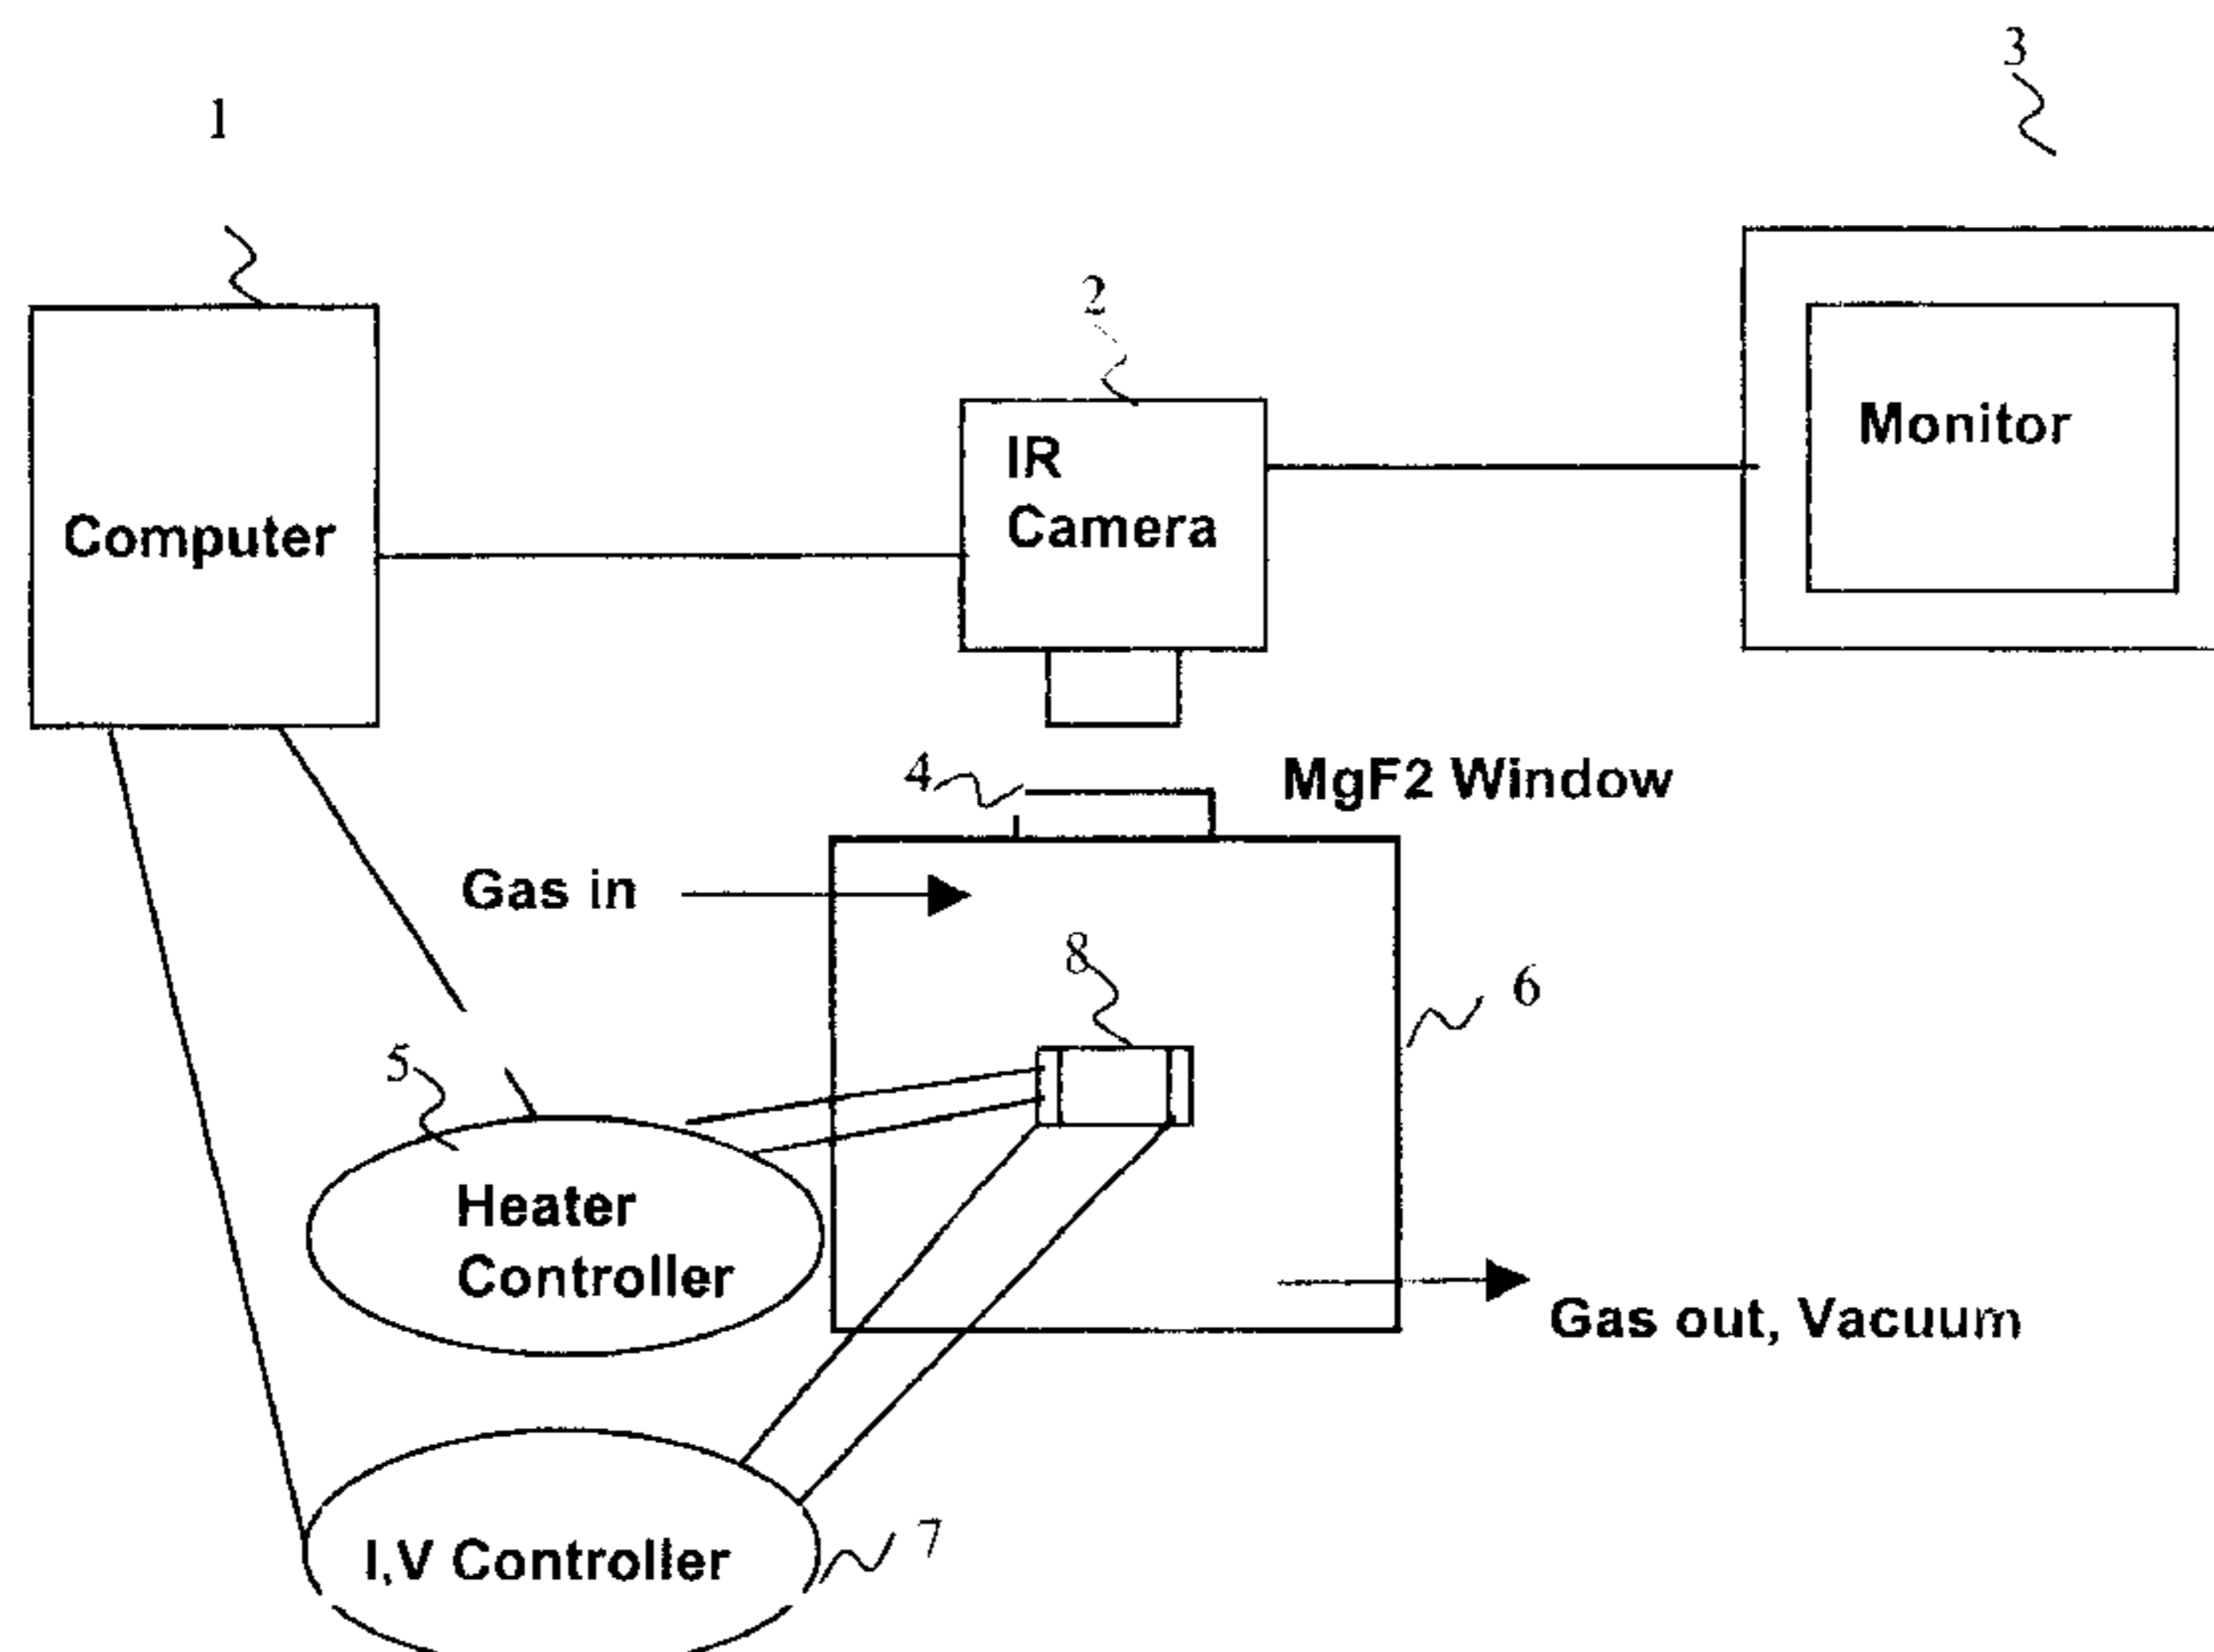 3
1
2
IR
Camera
Monitor
Computer
4
MgF2 Window
Gas in
8
6
5
Heater
Controller
Gas out, Vacuum
I,V Controller
7